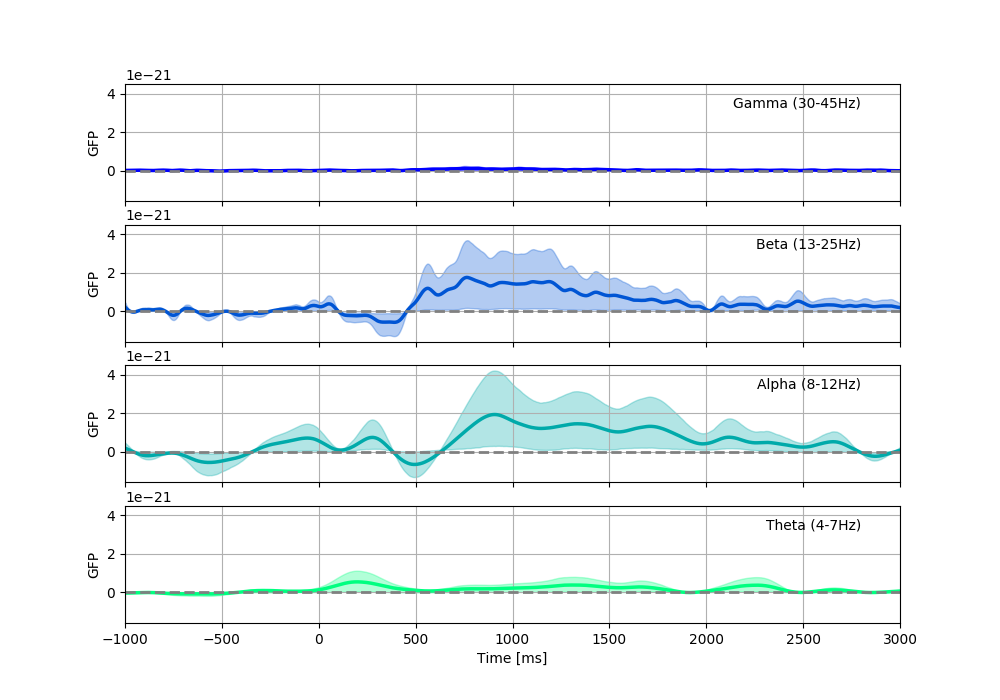 1e−21
4
2
0
GFP
Gamma (30-45Hz)
1e−21
4
2
0
GFP
Beta (13-25Hz)
1e−21
4
2
0
GFP
Alpha (8-12Hz)
1e−21
4
2
0
GFP
Theta (4-7Hz)
−1000 −500 0 500 1000 1500 2000 2500 3000
Time [ms]